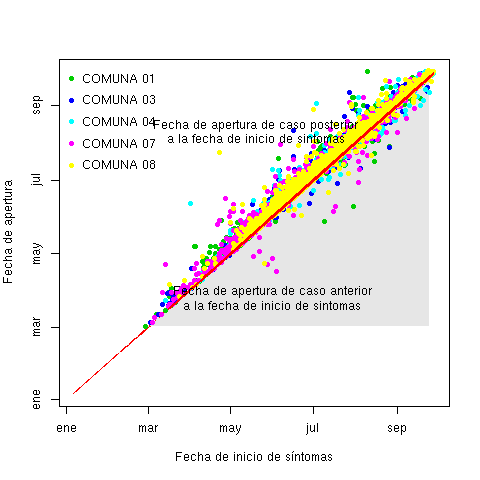 COMUNA 01
COMUNA 03
COMUNA 04
COMUNA 07
COMUNA 08
Fecha de apertura de caso posterior
a la fecha de inicio de sintomas
Fecha de apertura de caso anterior
a la fecha de inicio de sintomas
Fecha de apertura
sep
jul
may
mar
ene
ene mar may jul sep
Fecha de inicio de síntomas